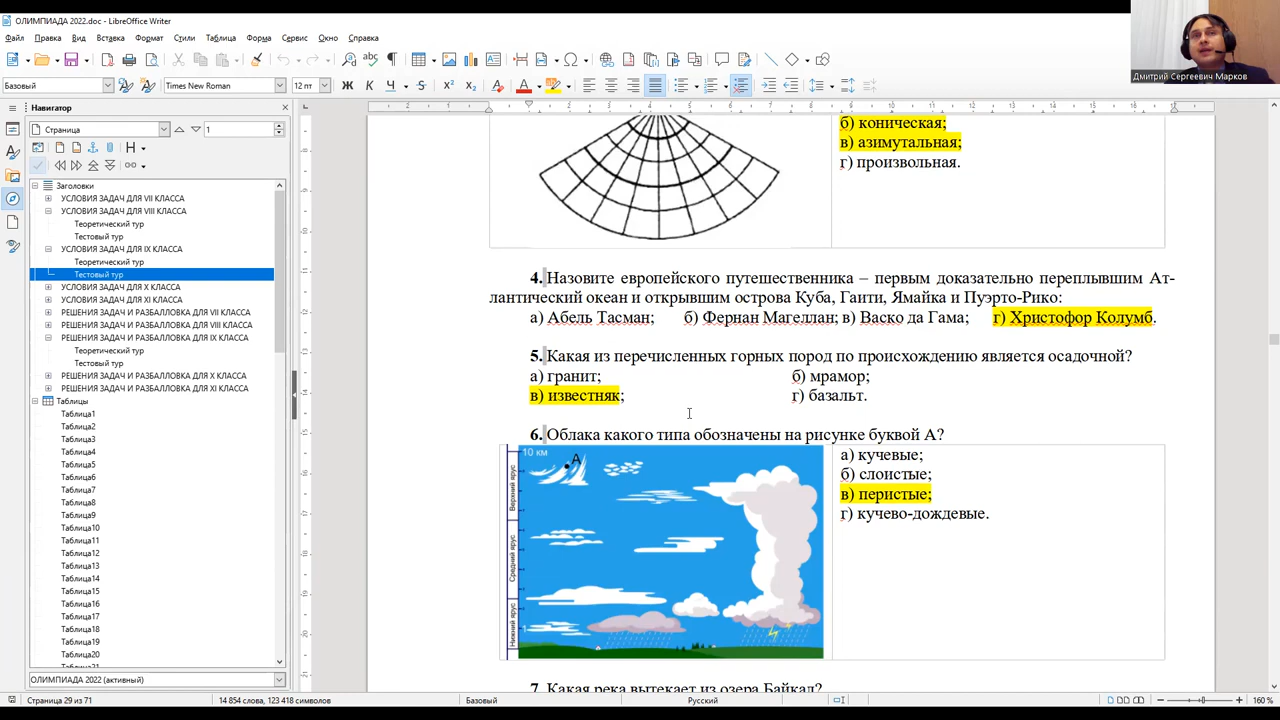 ОЛИМПИАДА 2022.doc - LibreOffice Writer
Файл Правка Вид Вставка Формат Стили Таблица Форма Сервис Окно Справка
Базовый Times New Roman 12 пт Ж К Ч S
Дмитрий Сергеевич Марков
Навигатор
Страница 1
Заголовки
УСЛОВИЯ ЗАДАЧ ДЛЯ VII КЛАССА
УСЛОВИЯ ЗАДАЧ ДЛЯ VIII КЛАССА
Теоретический тур
Тестовый тур
УСЛОВИЯ ЗАДАЧ ДЛЯ IX КЛАССА
Теоретический тур
Тестовый тур
УСЛОВИЯ ЗАДАЧ ДЛЯ X КЛАССА
УСЛОВИЯ ЗАДАЧ ДЛЯ XI КЛАССА
РЕШЕНИЯ ЗАДАЧ И РАЗБАЛЛОВКА ДЛЯ VII КЛАССА
РЕШЕНИЯ ЗАДАЧ И РАЗБАЛЛОВКА ДЛЯ VIII КЛАССА
РЕШЕНИЯ ЗАДАЧ И РАЗБАЛЛОВКА ДЛЯ IX КЛАССА
Теоретический тур
Тестовый тур
РЕШЕНИЯ ЗАДАЧ И РАЗБАЛЛОВКА ДЛЯ X КЛАССА
РЕШЕНИЯ ЗАДАЧ И РАЗБАЛЛОВКА ДЛЯ XI КЛАССА
Таблицы
Таблица1
Таблица2
Таблица3
Таблица4
Таблица5
Таблица6
Таблица7
Таблица8
Таблица9
Таблица10
Таблица11
Таблица12
Таблица13
Таблица14
Таблица15
Таблица16
Таблица17
Таблица18
Таблица19
Таблица20
ОЛИМПИАДА 2022 (активный)
б) коническая;
в) азимутальная;
г) произвольная.
4. Назовите европейского путешественника – первым доказательно переплывшим Ат-
лантический океан и открывшим острова Куба, Гаити, Ямайка и Пуэрто-Рико:
а) Абель Тасман; б) Фернан Магеллан; в) Васко да Гама; г) Христофор Колумб.
5. Какая из перечисленных горных пород по происхождению является осадочной?
а) гранит; б) мрамор;
в) известняк; г) базальт.
6. Облака какого типа обозначены на рисунке буквой А?
10 км
А
Верхний ярус
Средний ярус
Нижний ярус
а) кучевые;
б) слоистые;
в) перистые;
г) кучево-дождевые.
7. Какая река вытекает из озера Байкал?
Страница 29 из 71 14 854 слова, 123 418 символов Базовый Русский 160 %